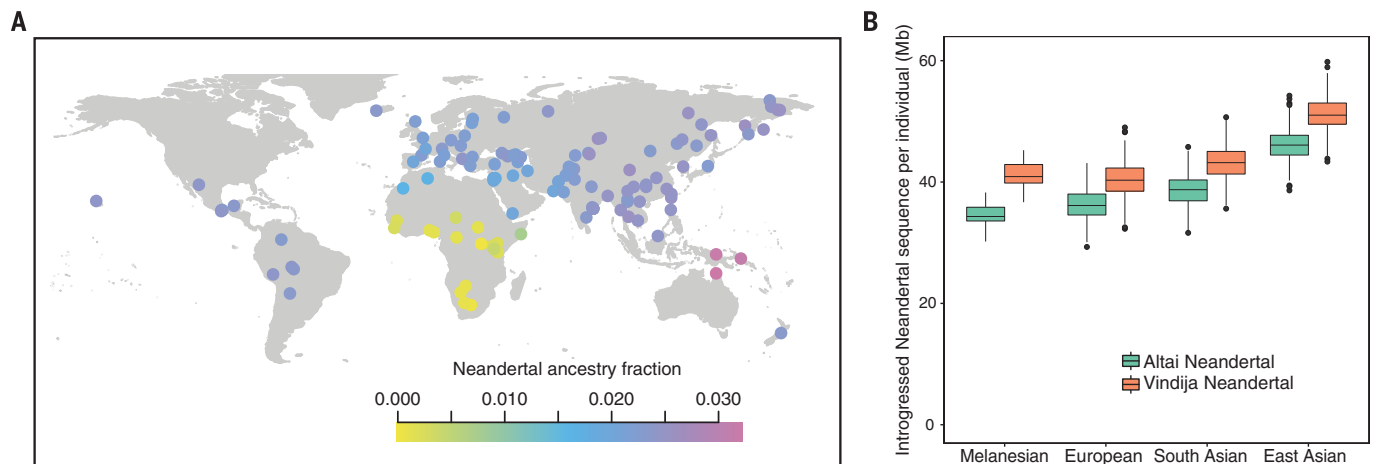 A
Neandertal ancestry fraction
0.000 0.010 0.020 0.030
B
Introgressed Neandertal sequence per individual (Mb)
60
40
20
0
Altai Neandertal
Vindija Neandertal
Melanesian European South Asian East Asian